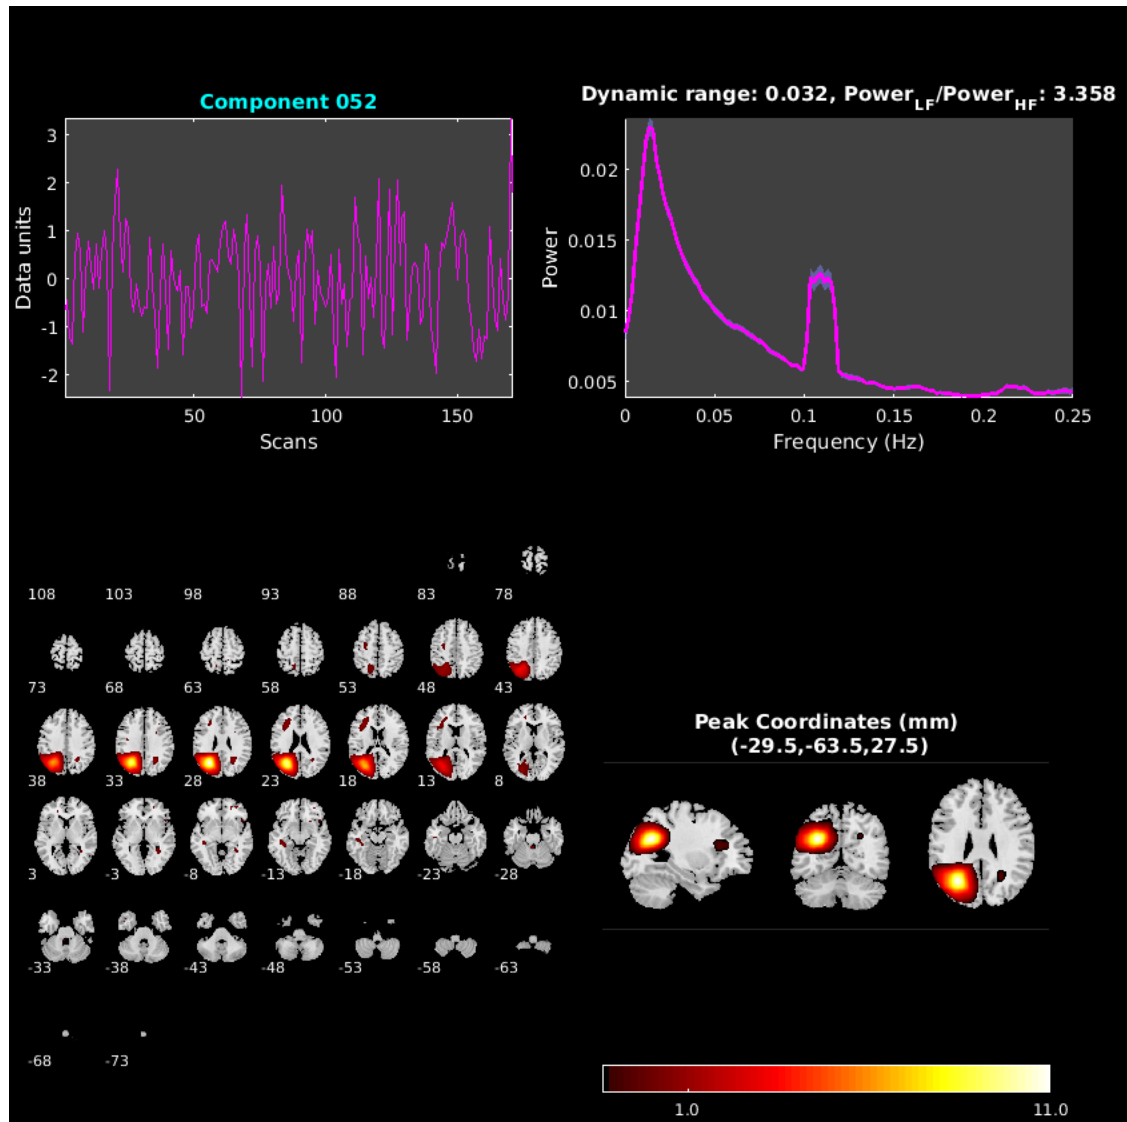 Component 052
Data units
3
2
1
0
-1
-2
50
100
150
Scans
Dynamic range: 0.032, PowerLF/PowerHF: 3.358
Power
0.02
0.015
0.01
0.005
0
0.05
0.1
0.15
0.2
0.25
Frequency (Hz)
108 103 98 93 88 83 78
73 68 63 58 53 48 43
38 33 28 23 18 13 8
3 -3 -8 -13 -18 -23 -28
-33 -38 -43 -48 -53 -58 -63
-68 -73
Peak Coordinates (mm)
(-29.5,-63.5,27.5)
1.0 11.0